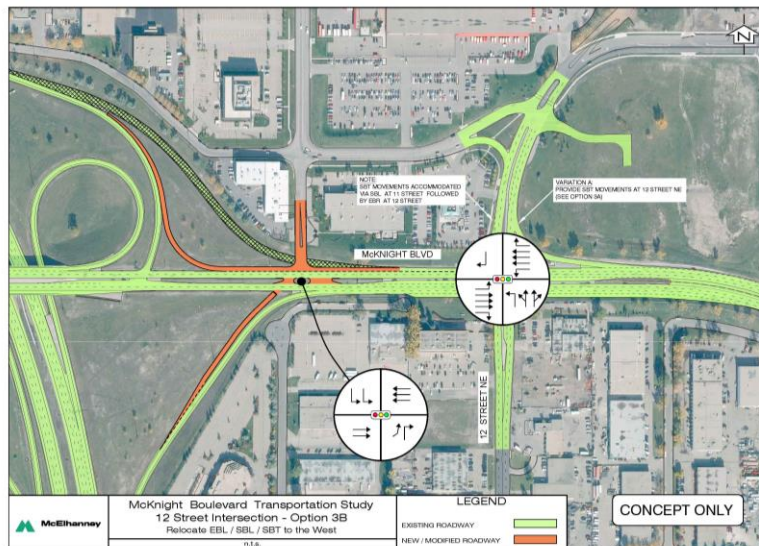 N
NOTE:
SBT MOVEMENTS ACCOMMODATED
VIA SBL AT 11 STREET FOLLOWED
BY EBR AT 12 STREET
VARIATION A:
PROVIDE SBT MOVEMENTS AT 12 STREET NE
(SEE OPTION 3A)
McKNIGHT BLVD
12 STREET NE
CONCEPT ONLY
McElhanney
McKnight Boulevard Transportation Study
12 Street Intersection - Option 3B
Relocate EBL / SBL / SBT to the West
n.t.s.
LEGEND
EXISTING ROADWAY
NEW / MODIFIED ROADWAY